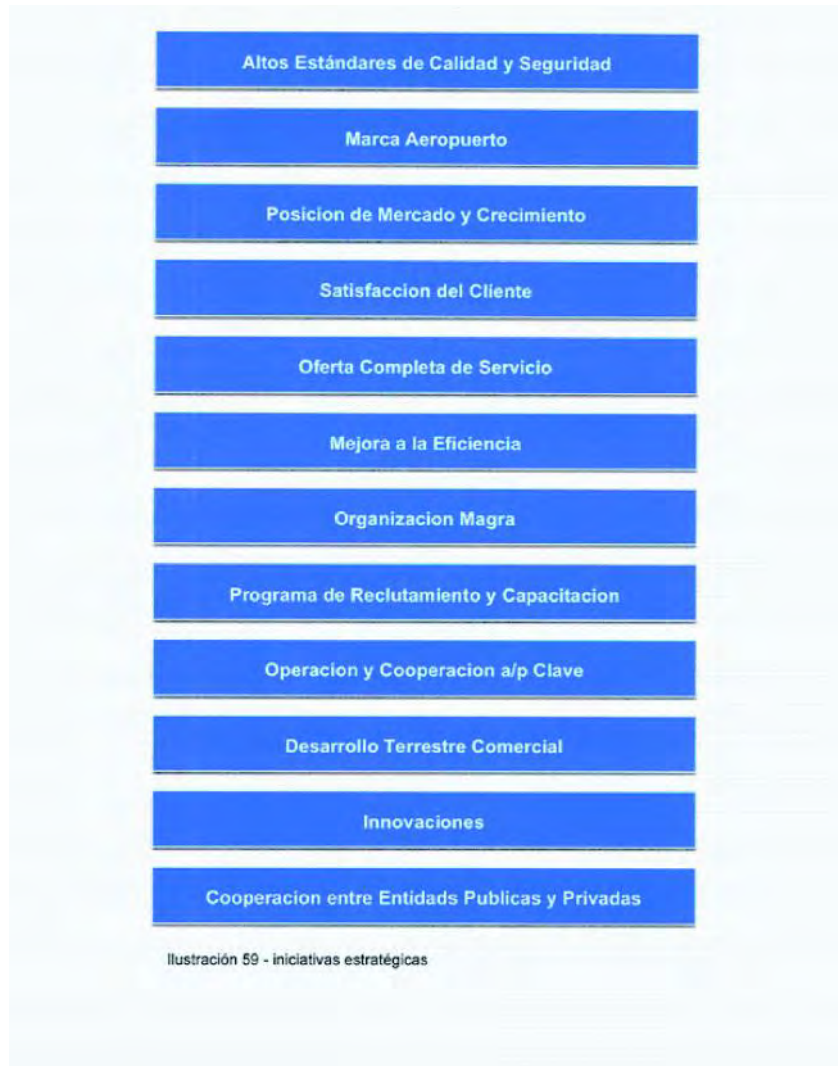 Altos Estándares de Calidad y Seguridad
Marca Aeropuerto
Posicion de Mercado y Crecimiento
Satisfaccion del Cliente
Oferta Completa de Servicio
Mejora a la Eficiencia
Organizacion Magra
Programa de Reclutamiento y Capacitacion
Operacion y Cooperacion a/p Clave
Desarrollo Terrestre Comercial
Innovaciones
Cooperacion entre Entidads Publicas y Privadas
Ilustración 59 - iniciativas estratégicas